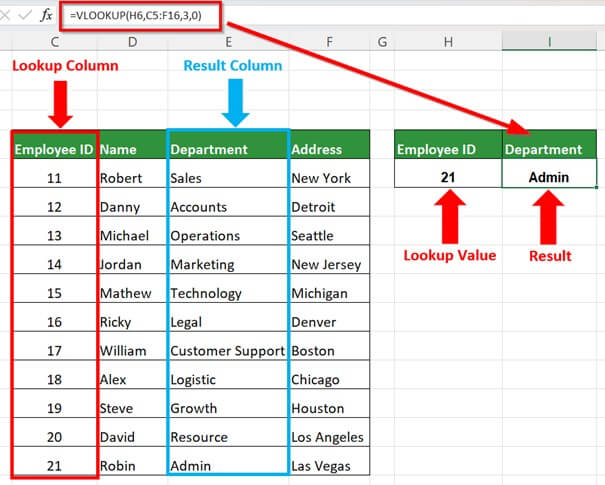 fx =VLOOKUP(H6,C5:F16,3,0)
C D E F G H I
Lookup Column Result Column
Employee ID Name Department Address Employee ID Department
11 Robert Sales New York 21 Admin
12 Danny Accounts Detroit
13 Michael Operations Seattle
Lookup Value Result
14 Jordan Marketing New Jersey
15 Mathew Technology Michigan
16 Ricky Legal Denver
17 William Customer Support Boston
18 Alex Logistic Chicago
19 Steve Growth Houston
20 David Resource Los Angeles
21 Robin Admin Las Vegas